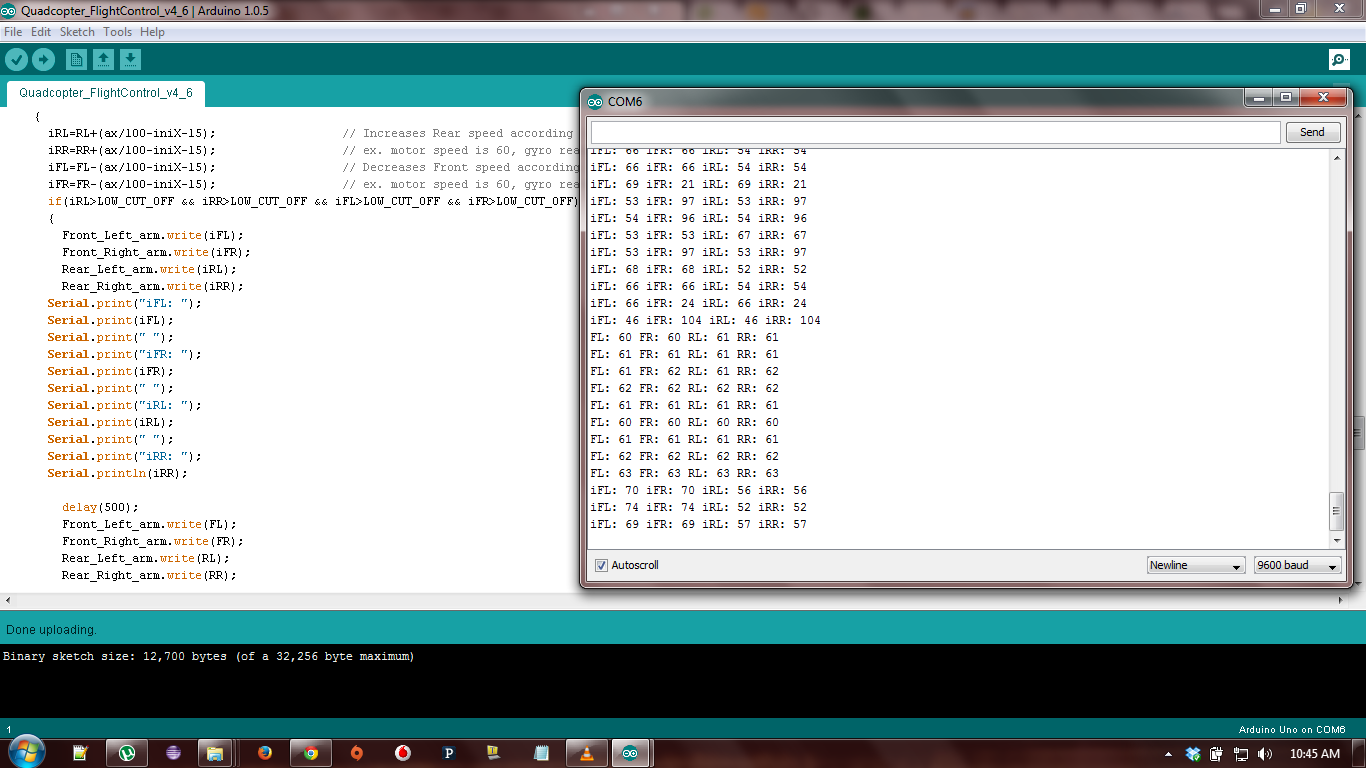 Quadcopter_FlightControl_v4_6 | Arduino 1.0.5
File Edit Sketch Tools Help
Quadcopter_FlightControl_v4_6
{
iRL=RL+(ax/100-iniX-15); // Increases Rear speed according
iRR=RR+(ax/100-iniX-15); // ex. motor speed is 60, gyro rea
iFL=FL-(ax/100-iniX-15); // Decreases Front speed according
iFR=FR-(ax/100-iniX-15); // ex. motor speed is 60, gyro rea
if(iRL>LOW_CUT_OFF && iRR>LOW_CUT_OFF && iFL>LOW_CUT_OFF && iFR>LOW_CUT_OFF)
{
Front_Left_arm.write(iFL);
Front_Right_arm.write(iFR);
Rear_Left_arm.write(iRL);
Rear_Right_arm.write(iRR);
Serial.print("iFL: ");
Serial.print(iFL);
Serial.print(" ");
Serial.print("iFR: ");
Serial.print(iFR);
Serial.print(" ");
Serial.print("iRL: ");
Serial.print(iRL);
Serial.print(" ");
Serial.print("iRR: ");
Serial.println(iRR);
delay(500);
Front_Left_arm.write(FL);
Front_Right_arm.write(FR);
Rear_Left_arm.write(RL);
Rear_Right_arm.write(RR);
COM6
Send
iFL: 66 iFR: 66 iRL: 54 iRR: 54
iFL: 66 iFR: 66 iRL: 54 iRR: 54
iFL: 69 iFR: 21 iRL: 69 iRR: 21
iFL: 53 iFR: 97 iRL: 53 iRR: 97
iFL: 54 iFR: 96 iRL: 54 iRR: 96
iFL: 53 iFR: 53 iRL: 67 iRR: 67
iFL: 53 iFR: 97 iRL: 53 iRR: 97
iFL: 68 iFR: 68 iRL: 52 iRR: 52
iFL: 66 iFR: 66 iRL: 54 iRR: 54
iFL: 66 iFR: 24 iRL: 66 iRR: 24
iFL: 46 iFR: 104 iRL: 46 iRR: 104
FL: 60 FR: 60 RL: 61 RR: 61
FL: 61 FR: 61 RL: 61 RR: 61
FL: 61 FR: 62 RL: 61 RR: 62
FL: 62 FR: 62 RL: 62 RR: 62
FL: 61 FR: 61 RL: 61 RR: 61
FL: 60 FR: 60 RL: 60 RR: 60
FL: 61 FR: 61 RL: 61 RR: 61
FL: 62 FR: 62 RL: 62 RR: 62
FL: 63 FR: 63 RL: 63 RR: 63
iFL: 70 iFR: 70 iRL: 56 iRR: 56
iFL: 74 iFR: 74 iRL: 52 iRR: 52
iFL: 69 iFR: 69 iRL: 57 iRR: 57
Autoscroll
Newline
9600 baud
Done uploading.
Binary sketch size: 12,700 bytes (of a 32,256 byte maximum)
1
Arduino Uno on COM6
10:45 AM